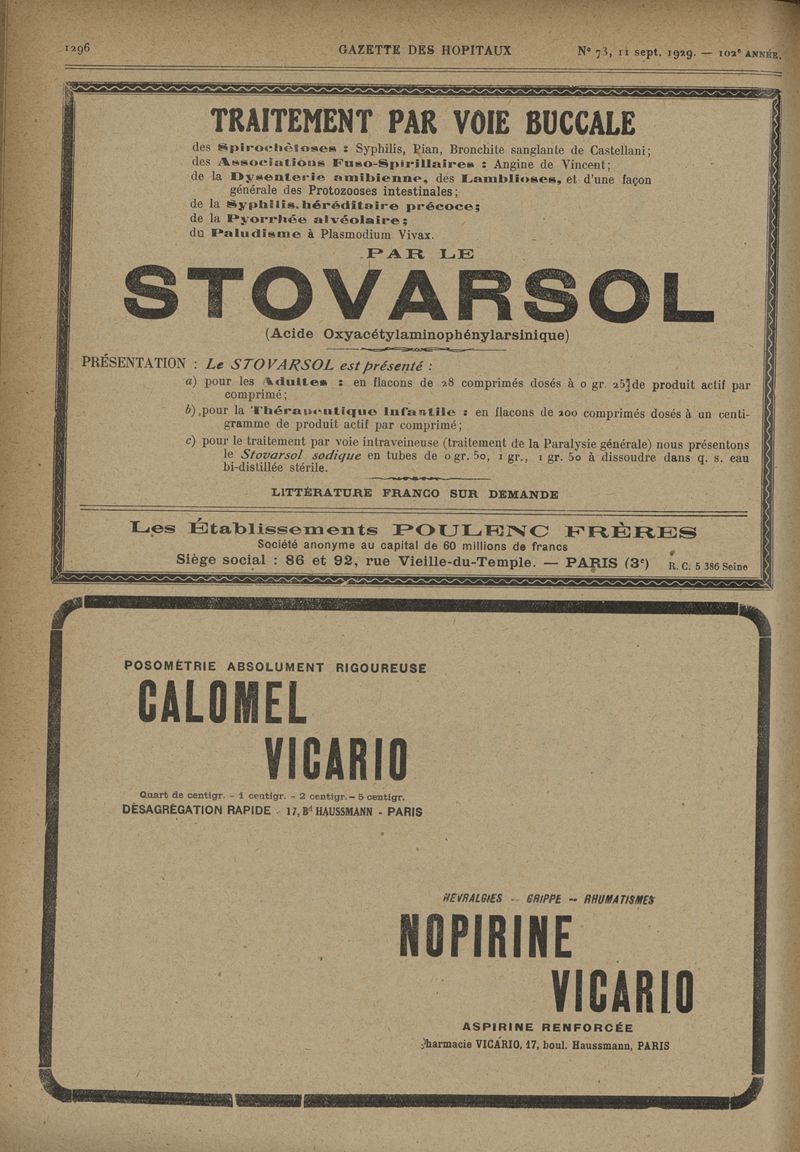 1296
GAZETTE DES HOPITAUX
N° 73, 11 sept. 1929. — 102e ANNÉE.
TRAITEMENT PAR VOIE BUCCALE
des Spirochètoses : Syphilis, Pian, Bronchite sanglante de Castellani;
des Associations Fuso-Spirillaires : Angine de Vincent;
de la Dysenterie amibienne, des Lamblioses, et d'une façon
générale des Protozooses intestinales;
de la Syphilis héréditaire précoce;
de la Pyorrhée alvéolaire;
du Paludisme à Plasmodium Vivax.
PAR LE
STOVARSOL
(Acide Oxyacétylaminophénylarsinique)
PRÉSENTATION : Le STOVARSOL est présenté :
a) pour les Adultes : en flacons de 28 comprimés dosés à 0 gr. 25 de produit actif par
comprimé;
b) pour la Thérapeutique Infantile : en flacons de 200 comprimés dosés à un centi-
gramme de produit actif par comprimé;
c) pour le traitement par voie intraveineuse (traitement de la Paralysie générale) nous présentons
le Stovarsol sodique en tubes de 0 gr. 50, 1 gr., 1 gr. 50 à dissoudre dans q. s. eau
bi-distillée stérile.
LITTÉRATURE FRANCO SUR DEMANDE
Les Établissements POULENC FRÈRES
Société anonyme au capital de 60 millions de francs
Siège social : 86 et 92, rue Vieille-du-Temple. — PARIS (3e) R. C. 5 386 Seine
POSOMÉTRIE ABSOLUMENT RIGOUREUSE
CALOMEL
VICARIO
Quart de centigr. - 1 centigr. - 2 centigr. - 5 centigr.
DÉSAGRÉGATION RAPIDE - 17, Bd HAUSSMANN - PARIS
NEVRALGIES - GRIPPE - RHUMATISMES
NOPIRINE
VICARIO
ASPIRINE RENFORCÉE
Pharmacie VICARIO, 17, boul. Haussmann, PARIS